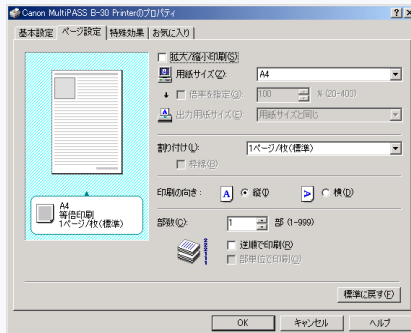 Canon MultiPASS B-30 Printerのプロパティ
基本設定 ページ設定 特殊効果 お気に入り
拡大/縮小印刷(S)
用紙サイズ(Z): A4
倍率を指定(G): 100 % (20-400)
出力用紙サイズ(E): 用紙サイズと同じ
割り付け(L): 1ページ/枚(標準)
枠線(B)
印刷の向き: A 縦(T) A 横(D)
A4
等倍印刷
1ページ/枚(標準)
部数(C): 1 部 (1-999)
逆順で印刷(R)
部単位で印刷(O)
標準に戻す(F)
OK キャンセル ヘルプ